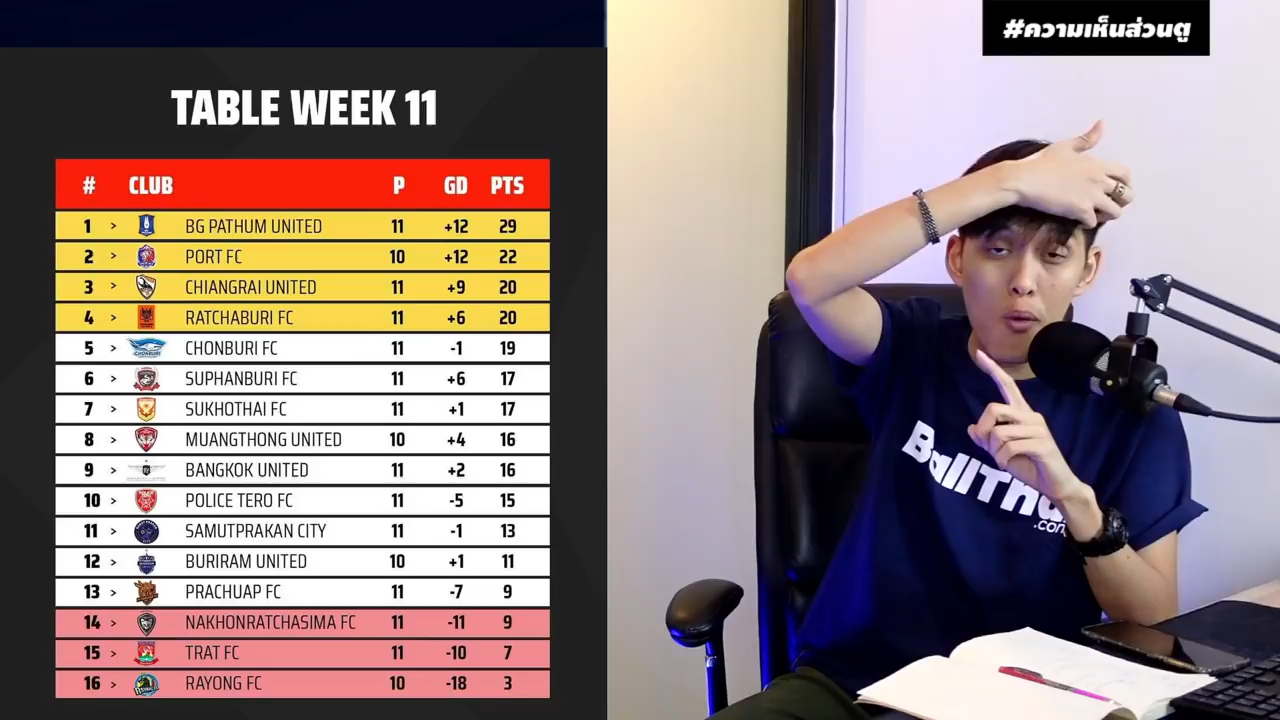 TABLE WEEK 11
# CLUB P GD PTS
1 > BG PATHUM UNITED 11 +12 29
2 > PORT FC 10 +12 22
3 > CHIANGRAI UNITED 11 +9 20
4 > RATCHABURI FC 11 +6 20
5 > CHONBURI FC 11 -1 19
6 > SUPHANBURI FC 11 +6 17
7 > SUKHOTHAI FC 11 +1 17
8 > MUANGTHONG UNITED 10 +4 16
9 > BANGKOK UNITED 11 +2 16
10 > POLICE TERO FC 11 -5 15
11 > SAMUTPRAKAN CITY 11 -1 13
12 > BURIRAM UNITED 10 +1 11
13 > PRACHUAP FC 11 -7 9
14 > NAKHONRATCHASIMA FC 11 -11 9
15 > TRAT FC 11 -10 7
16 > RAYONG FC 10 -18 3
#ความเห็นส่วนตู
BallTha
.com